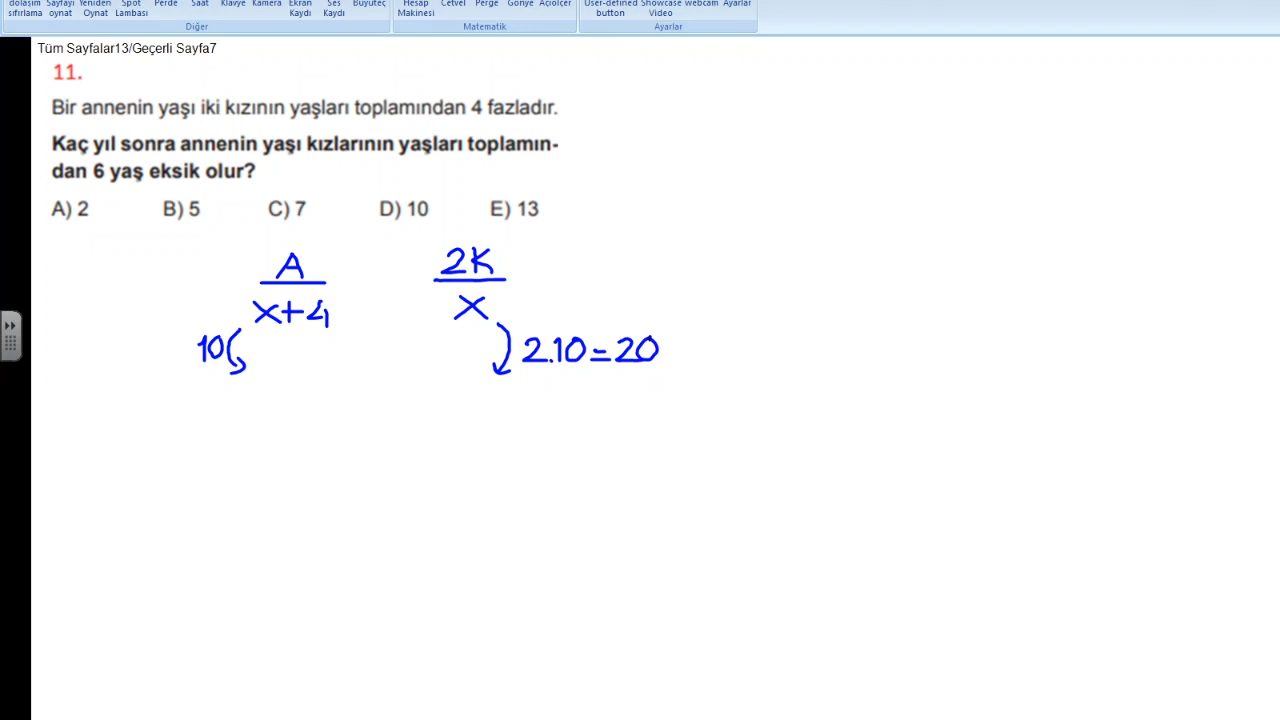 dolaşım Sayfayı Yeniden Spot Perde Saat Klavye Kamera Ekran Ses Büyüteç
sıfırlama oynat Oynat Lambası Kaydı Kaydı
Hesap Cetvel Perge Gönye Açıölçer
Makinesi
User-defined Showcase webcam Ayarlar
button Video
Diğer Matematik Ayarlar
Tüm Sayfalar13/Geçerli Sayfa7
11.
Bir annenin yaşı iki kızının yaşları toplamından 4 fazladır.
Kaç yıl sonra annenin yaşı kızlarının yaşları toplamın-
dan 6 yaş eksik olur?
A) 2 B) 5 C) 7 D) 10 E) 13
A 2K
x+4 x
10 2.10=20